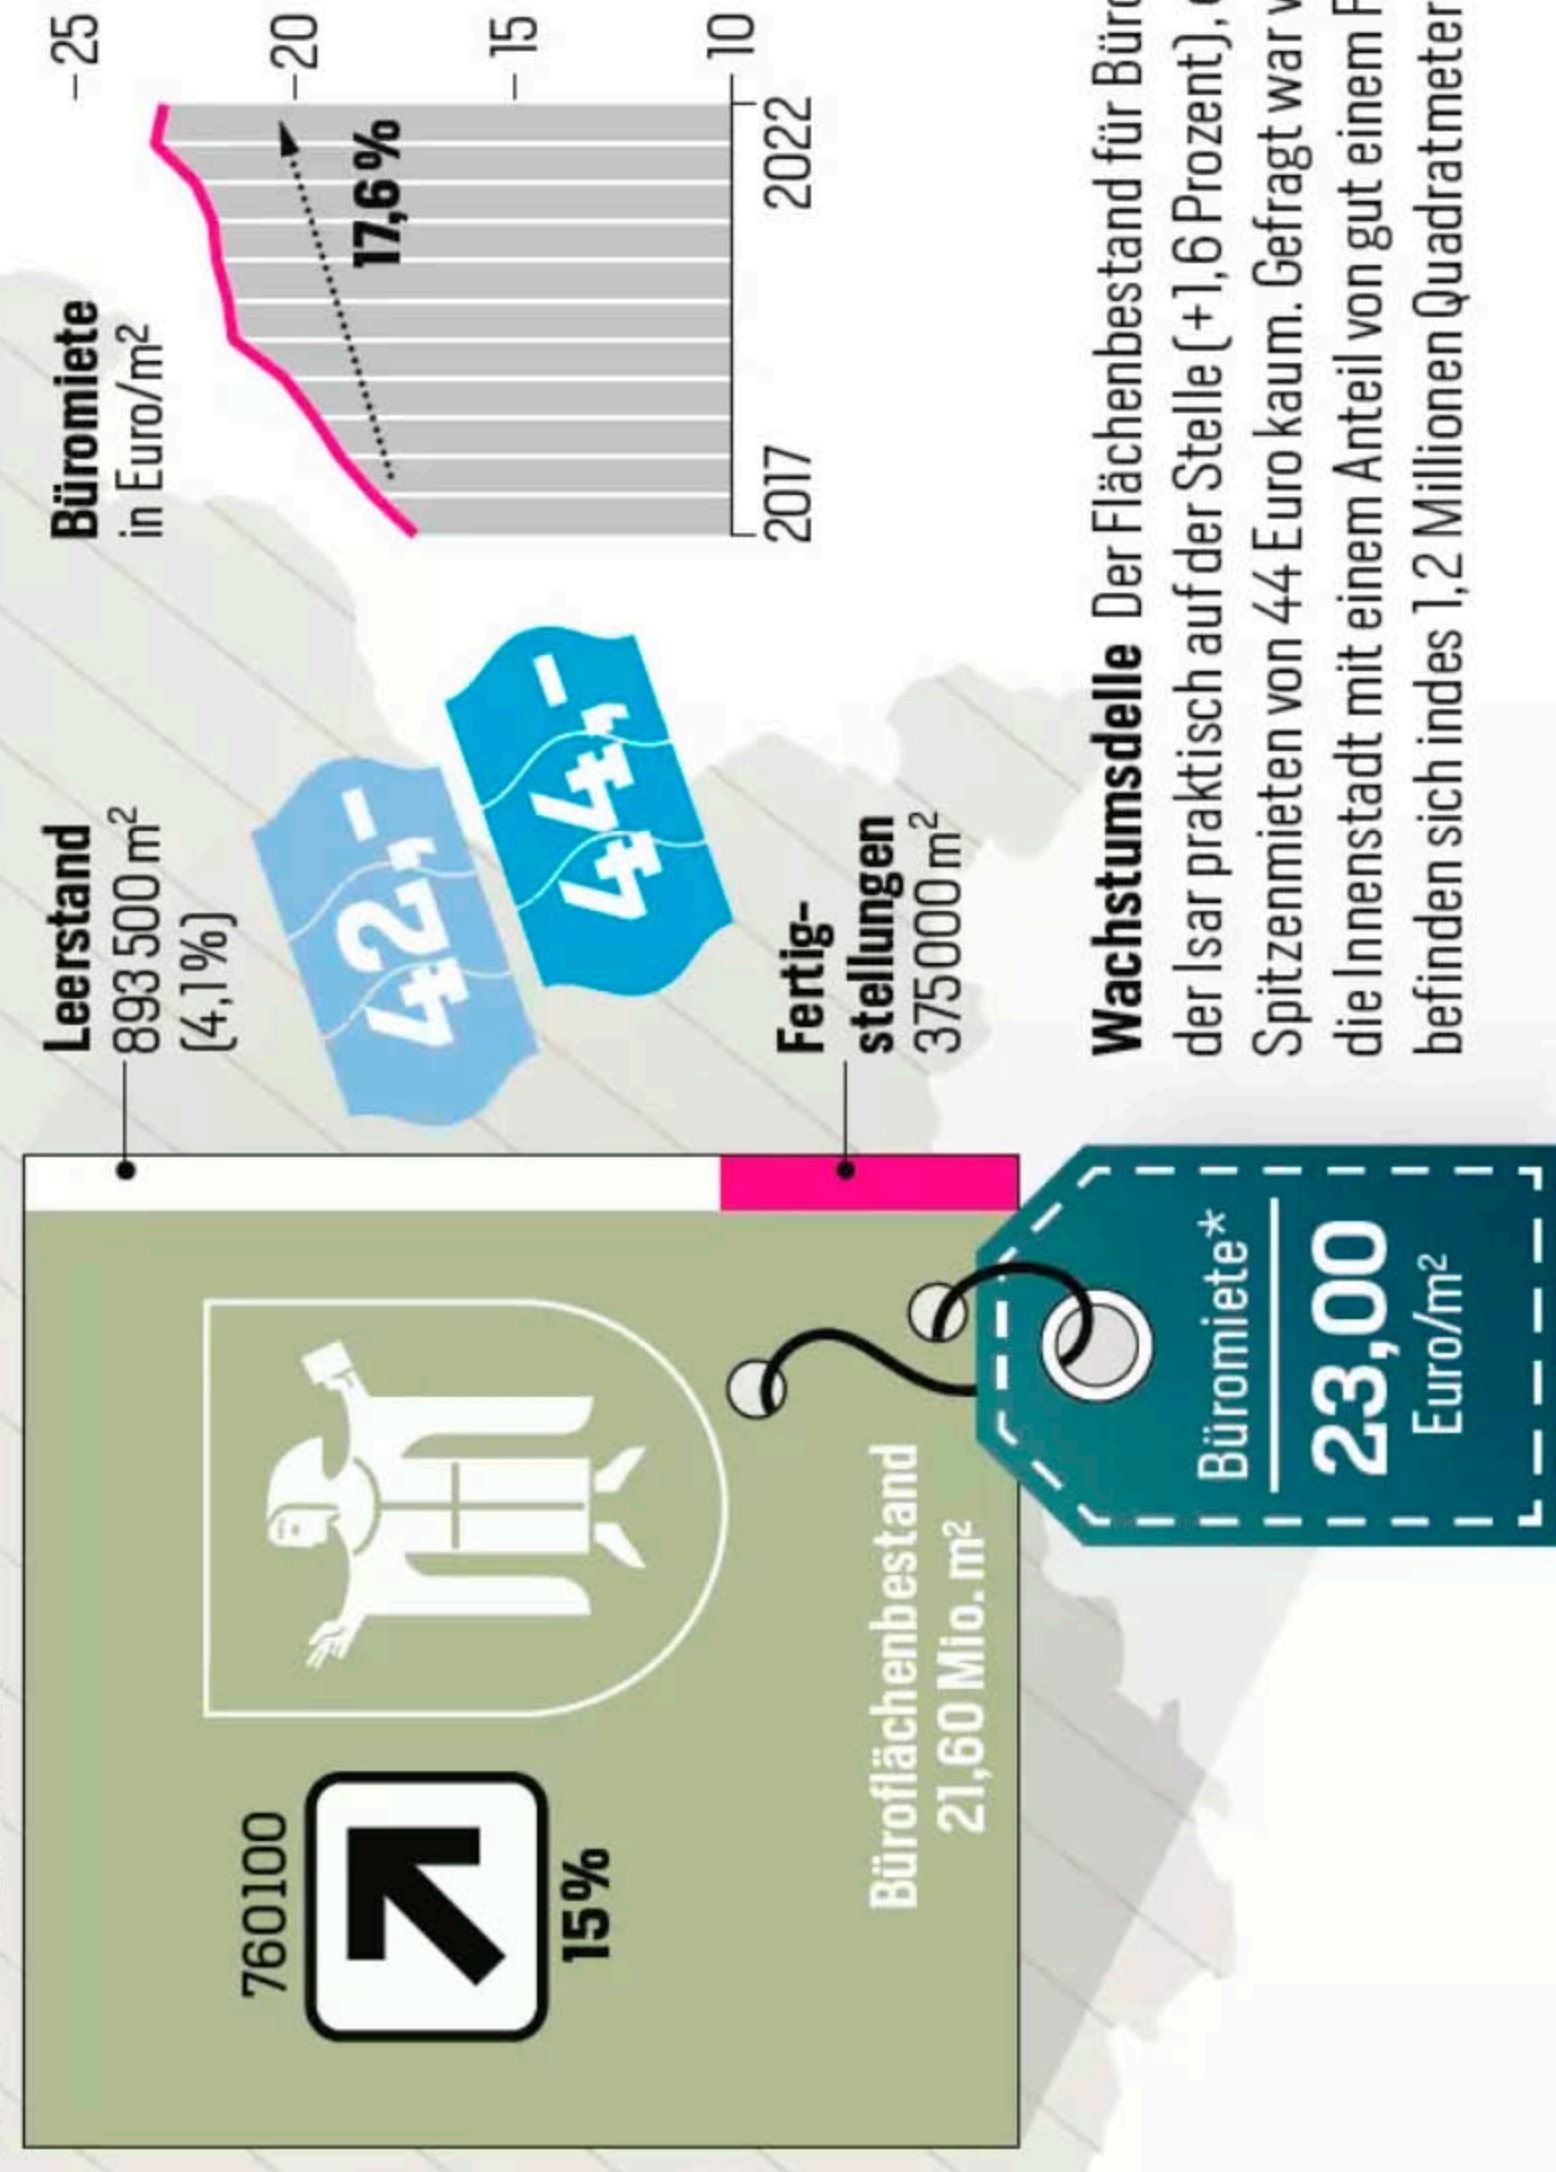 760100
15%
Büroflächenbestand
21,60 Mio. m²
Leerstand
893 500 m²
(4,1%)
42,–
44,–
Fertig-
stellungen
375000 m²
Büromiete
in Euro/m²
–25
–20
–15
10
17,6%
2017
2022
Büromiete*
23,00
Euro/m²
Wachstumsdelle Der Flächenbestand für Büro
der Isar praktisch auf der Stelle (+1,6 Prozent),
Spitzenmieten von 44 Euro kaum. Gefragt war
die Innenstadt mit einem Anteil von gut einem
befinden sich indes 1,2 Millionen Quadratmeter